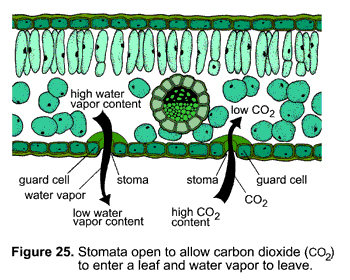 high water
vapor content
low CO2
guard cell
stoma
stoma
guard cell
water vapor
CO2
low water
vapor content
high CO2
content
Figure 25. Stomata open to allow carbon dioxide (CO2)
to enter a leaf and water vapor to leave.